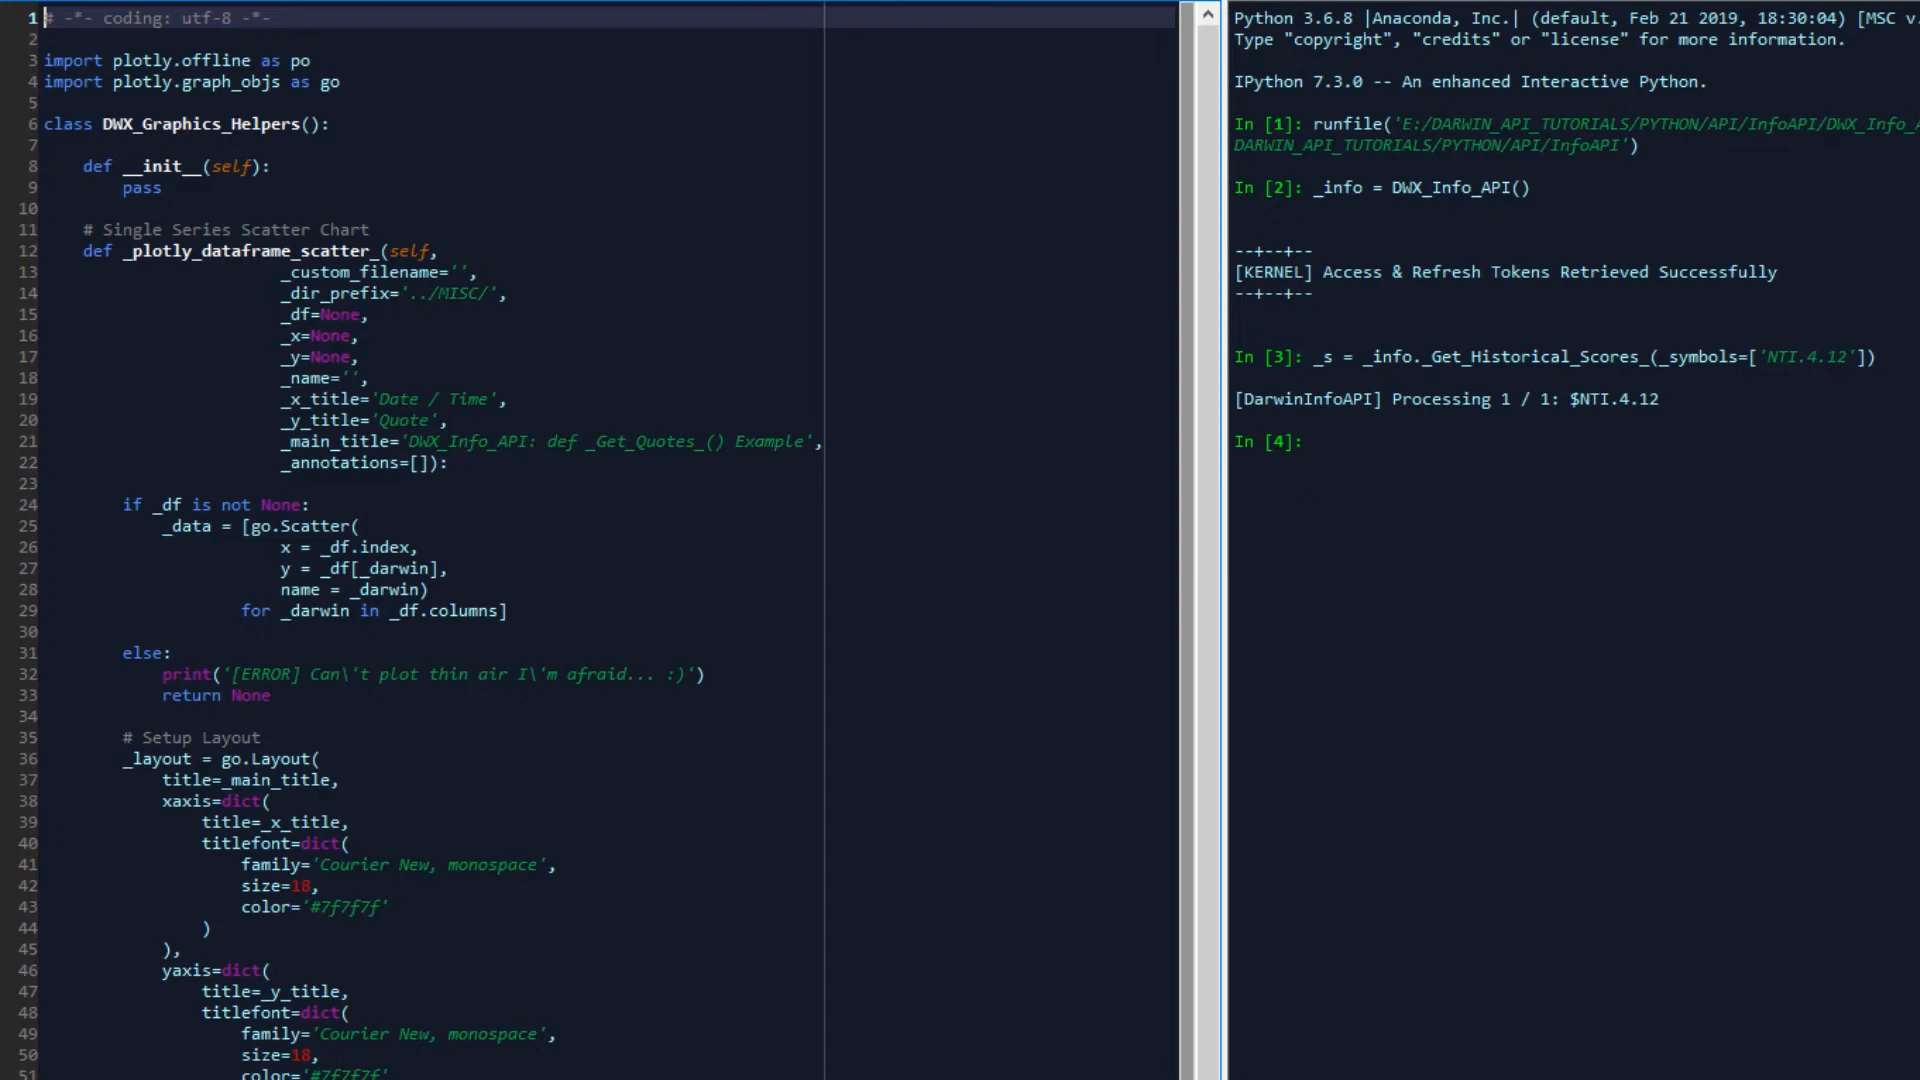 1 # -*- coding: utf-8 -*-
2
3 import plotly.offline as po
4 import plotly.graph_objs as go
5
6 class DWX_Graphics_Helpers():
7
8     def __init__(self):
9         pass
10
11     # Single Series Scatter Chart
12     def _plotly_dataframe_scatter_(self,
13                         _custom_filename='',
14                         _dir_prefix='../MISC/',
15                         _df=None,
16                         _x=None,
17                         _y=None,
18                         _name='',
19                         _x_title='Date / Time',
20                         _y_title='Quote',
21                         _main_title='DWX_Info_API: def _Get_Quotes_() Example',
22                         _annotations=[]):
23
24         if _df is not None:
25             _data = [go.Scatter(
26                         x = _df.index,
27                         y = _df[_darwin],
28                         name = _darwin)
29                     for _darwin in _df.columns]
30
31         else:
32             print('[ERROR] Can\'t plot thin air I\'m afraid... :)')
33             return None
34
35         # Setup Layout
36         _layout = go.Layout(
37             title=_main_title,
38             xaxis=dict(
39                 title=_x_title,
40                 titlefont=dict(
41                     family='Courier New, monospace',
42                     size=18,
43                     color='#7f7f7f'
44                 )
45             ),
46             yaxis=dict(
47                 title=_y_title,
48                 titlefont=dict(
49                     family='Courier New, monospace',
50                     size=18,
51                     color='#7f7f7f'
Python 3.6.8 |Anaconda, Inc.| (default, Feb 21 2019, 18:30:04) [MSC v.
Type "copyright", "credits" or "license" for more information.
IPython 7.3.0 -- An enhanced Interactive Python.
In [1]: runfile('E:/DARWIN_API_TUTORIALS/PYTHON/API/InfoAPI/DWX_Info_
DARWIN_API_TUTORIALS/PYTHON/API/InfoAPI')
In [2]: _info = DWX_Info_API()
--+--+--
[KERNEL] Access & Refresh Tokens Retrieved Successfully
--+--+--
In [3]: _s = _info._Get_Historical_Scores_(_symbols=['NTI.4.12'])
[DarwinInfoAPI] Processing 1 / 1: $NTI.4.12
In [4]: